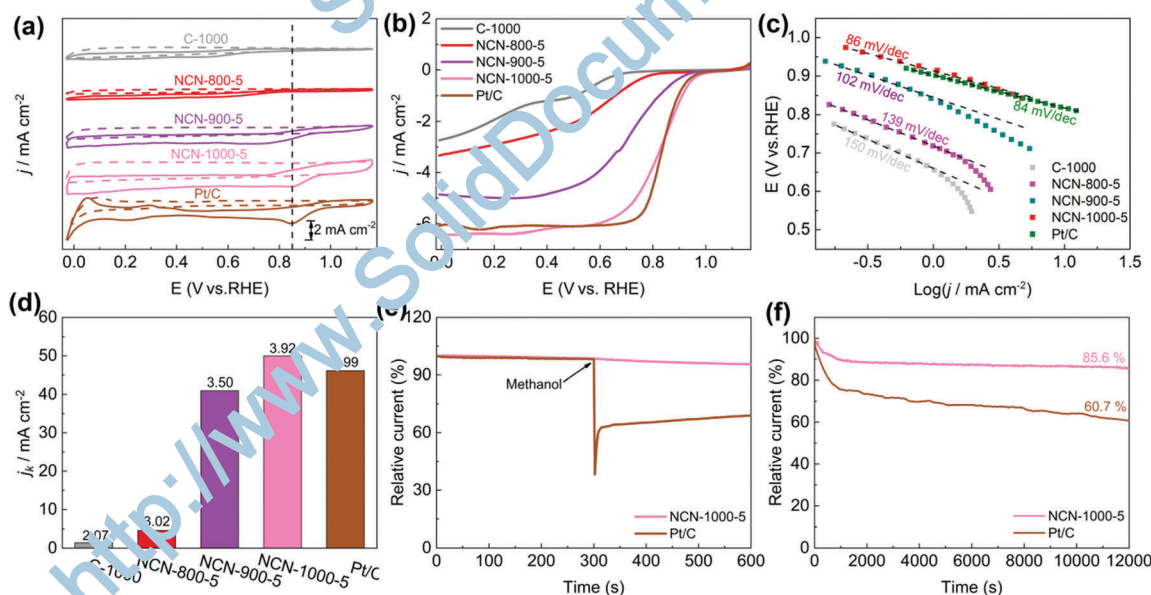 (a)
j / mA cm-2
C-1000
NCN-800-5
NCN-900-5
NCN-1000-5
Pt/C
2 mA cm-2
0.0 0.2 0.4 0.6 0.8 1.0
E (V vs.RHE)
(b)
j / mA cm-2
2
0
-2
-4
-6
C-1000
NCN-800-5
NCN-900-5
NCN-1000-5
Pt/C
0.0 0.2 0.4 0.6 0.8 1.0
E (V vs. RHE)
(c)
E (V vs.RHE)
1.0
0.9
0.8
0.7
0.6
0.5
86 mV/dec
102 mV/dec
84 mV/dec
139 mV/dec
150 mV/dec
C-1000
NCN-800-5
NCN-900-5
NCN-1000-5
Pt/C
-0.5 0.0 0.5 1.0 1.5
Log(j / mA cm-2)
(d)
jk / mA cm-2
60
50
40
30
20
10
0
2.07
3.02
3.50
3.92
99
C-1000
NCN-800-5
NCN-900-5
NCN-1000-5
Pt/C
(e)
Relative current (%)
120
90
60
30
0
Methanol
NCN-1000-5
Pt/C
0 100 200 300 400 500 600
Time (s)
(f)
Relative current (%)
100
80
60
40
20
0
85.6 %
60.7 %
NCN-1000-5
Pt/C
0 2000 4000 6000 8000 10000 12000
Time (s)
http://www.SolidDocum